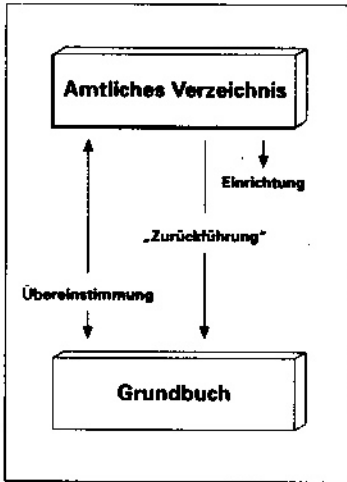 Amtliches Verzeichnis
Einrichtung
„Zurückführung“
Übereinstimmung
Grundbuch